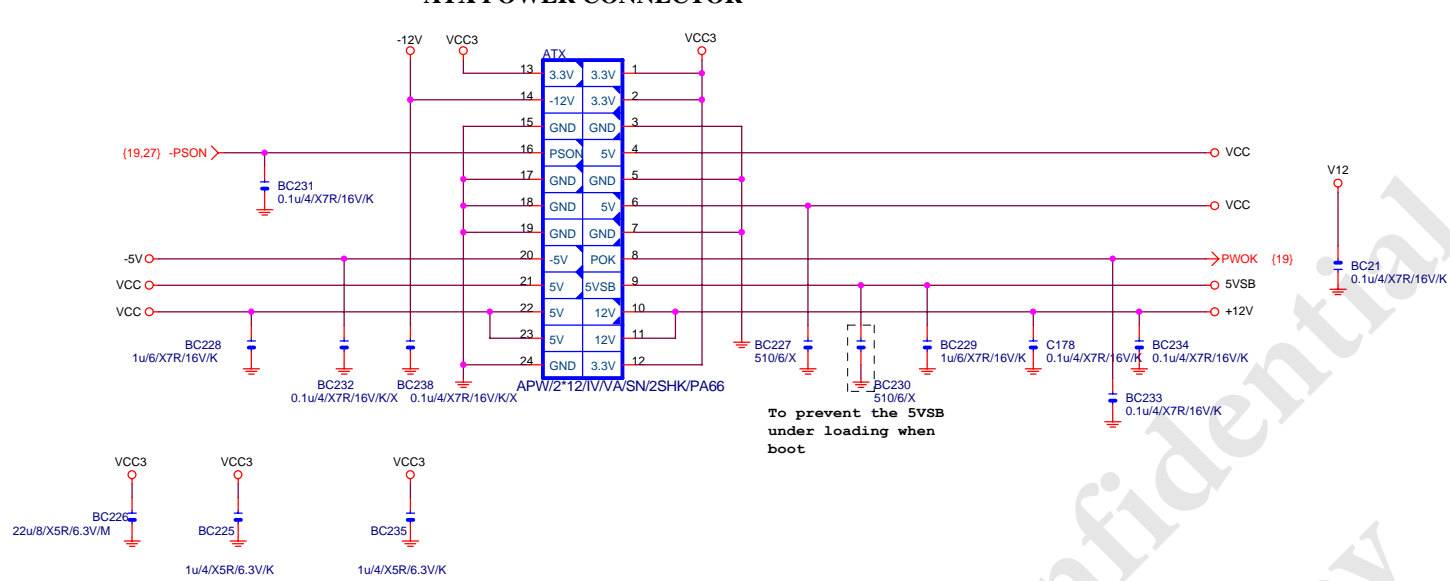 ATX POWER CONNECTOR
-12V VCC3 VCC3
ATX
13 3.3V 3.3V 1
14 -12V 3.3V 2
15 GND GND 3
{19,27} -PSON 16 PSON 5V 4 VCC
17 GND GND 5
18 GND 5V 6 VCC
19 GND GND 7
-5V 20 -5V POK 8 PWOK {19}
VCC 21 5V 5VSB 9 5VSB
VCC 22 5V 12V 10 +12V
23 5V 12V 11
24 GND 3.3V 12
APW/2*12/IV/VA/SN/2SHK/PA66
BC231
0.1u/4/X7R/16V/K
V12
BC21
0.1u/4/X7R/16V/K
BC228
1u/6/X7R/16V/K
BC232
0.1u/4/X7R/16V/K/X
BC238
0.1u/4/X7R/16V/K/X
BC227
510/6/X
BC230
510/6/X
BC229
1u/6/X7R/16V/K
C178
0.1u/4/X7R/16V/K
BC234
0.1u/4/X7R/16V/K
BC233
0.1u/4/X7R/16V/K
To prevent the 5VSB
under loading when
boot
VCC3
BC226
22u/8/X5R/6.3V/M
VCC3
BC225
1u/4/X5R/6.3V/K
VCC3
BC235
1u/4/X5R/6.3V/K